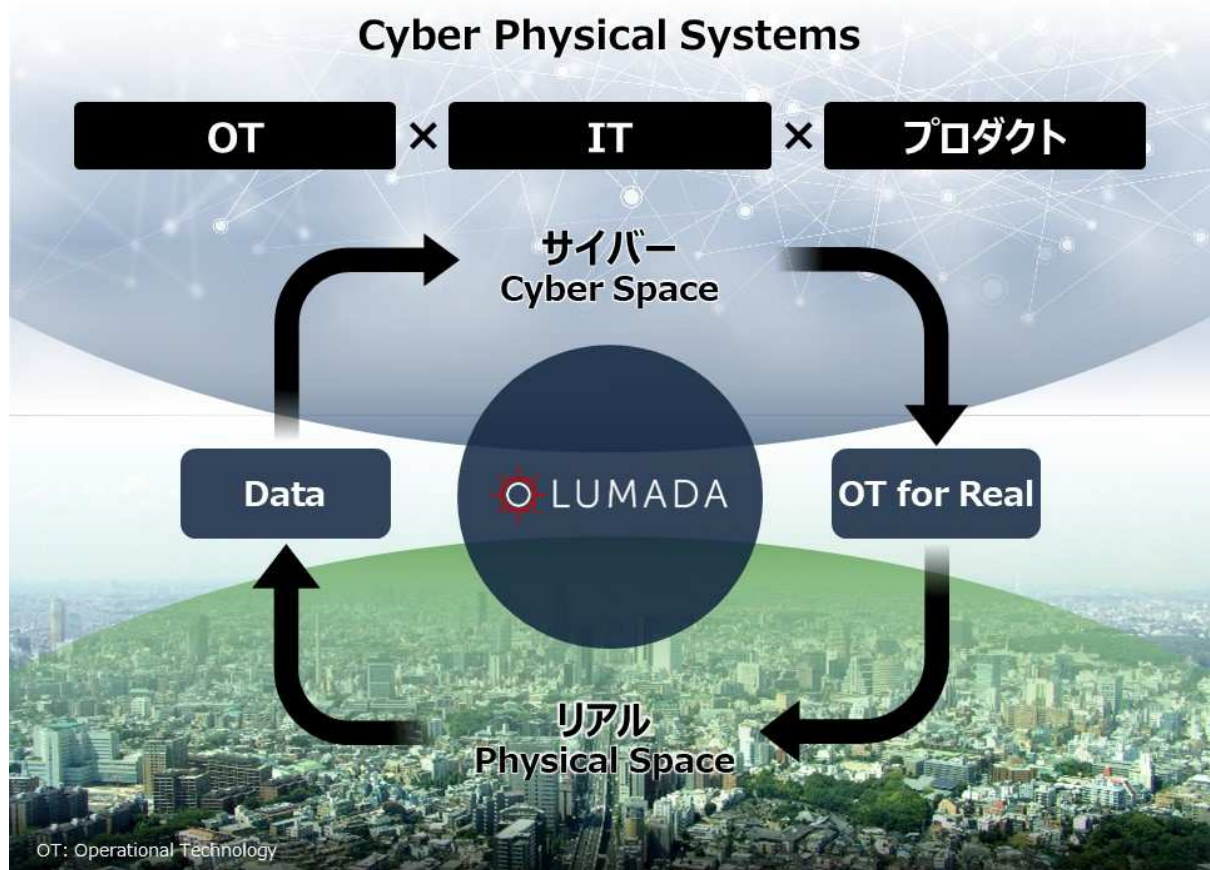 Cyber Physical Systems
OT × IT × プロダクト
サイバー
Cyber Space
Data
LUMADA
OT for Real
リアル
Physical Space
OT: Operational Technology